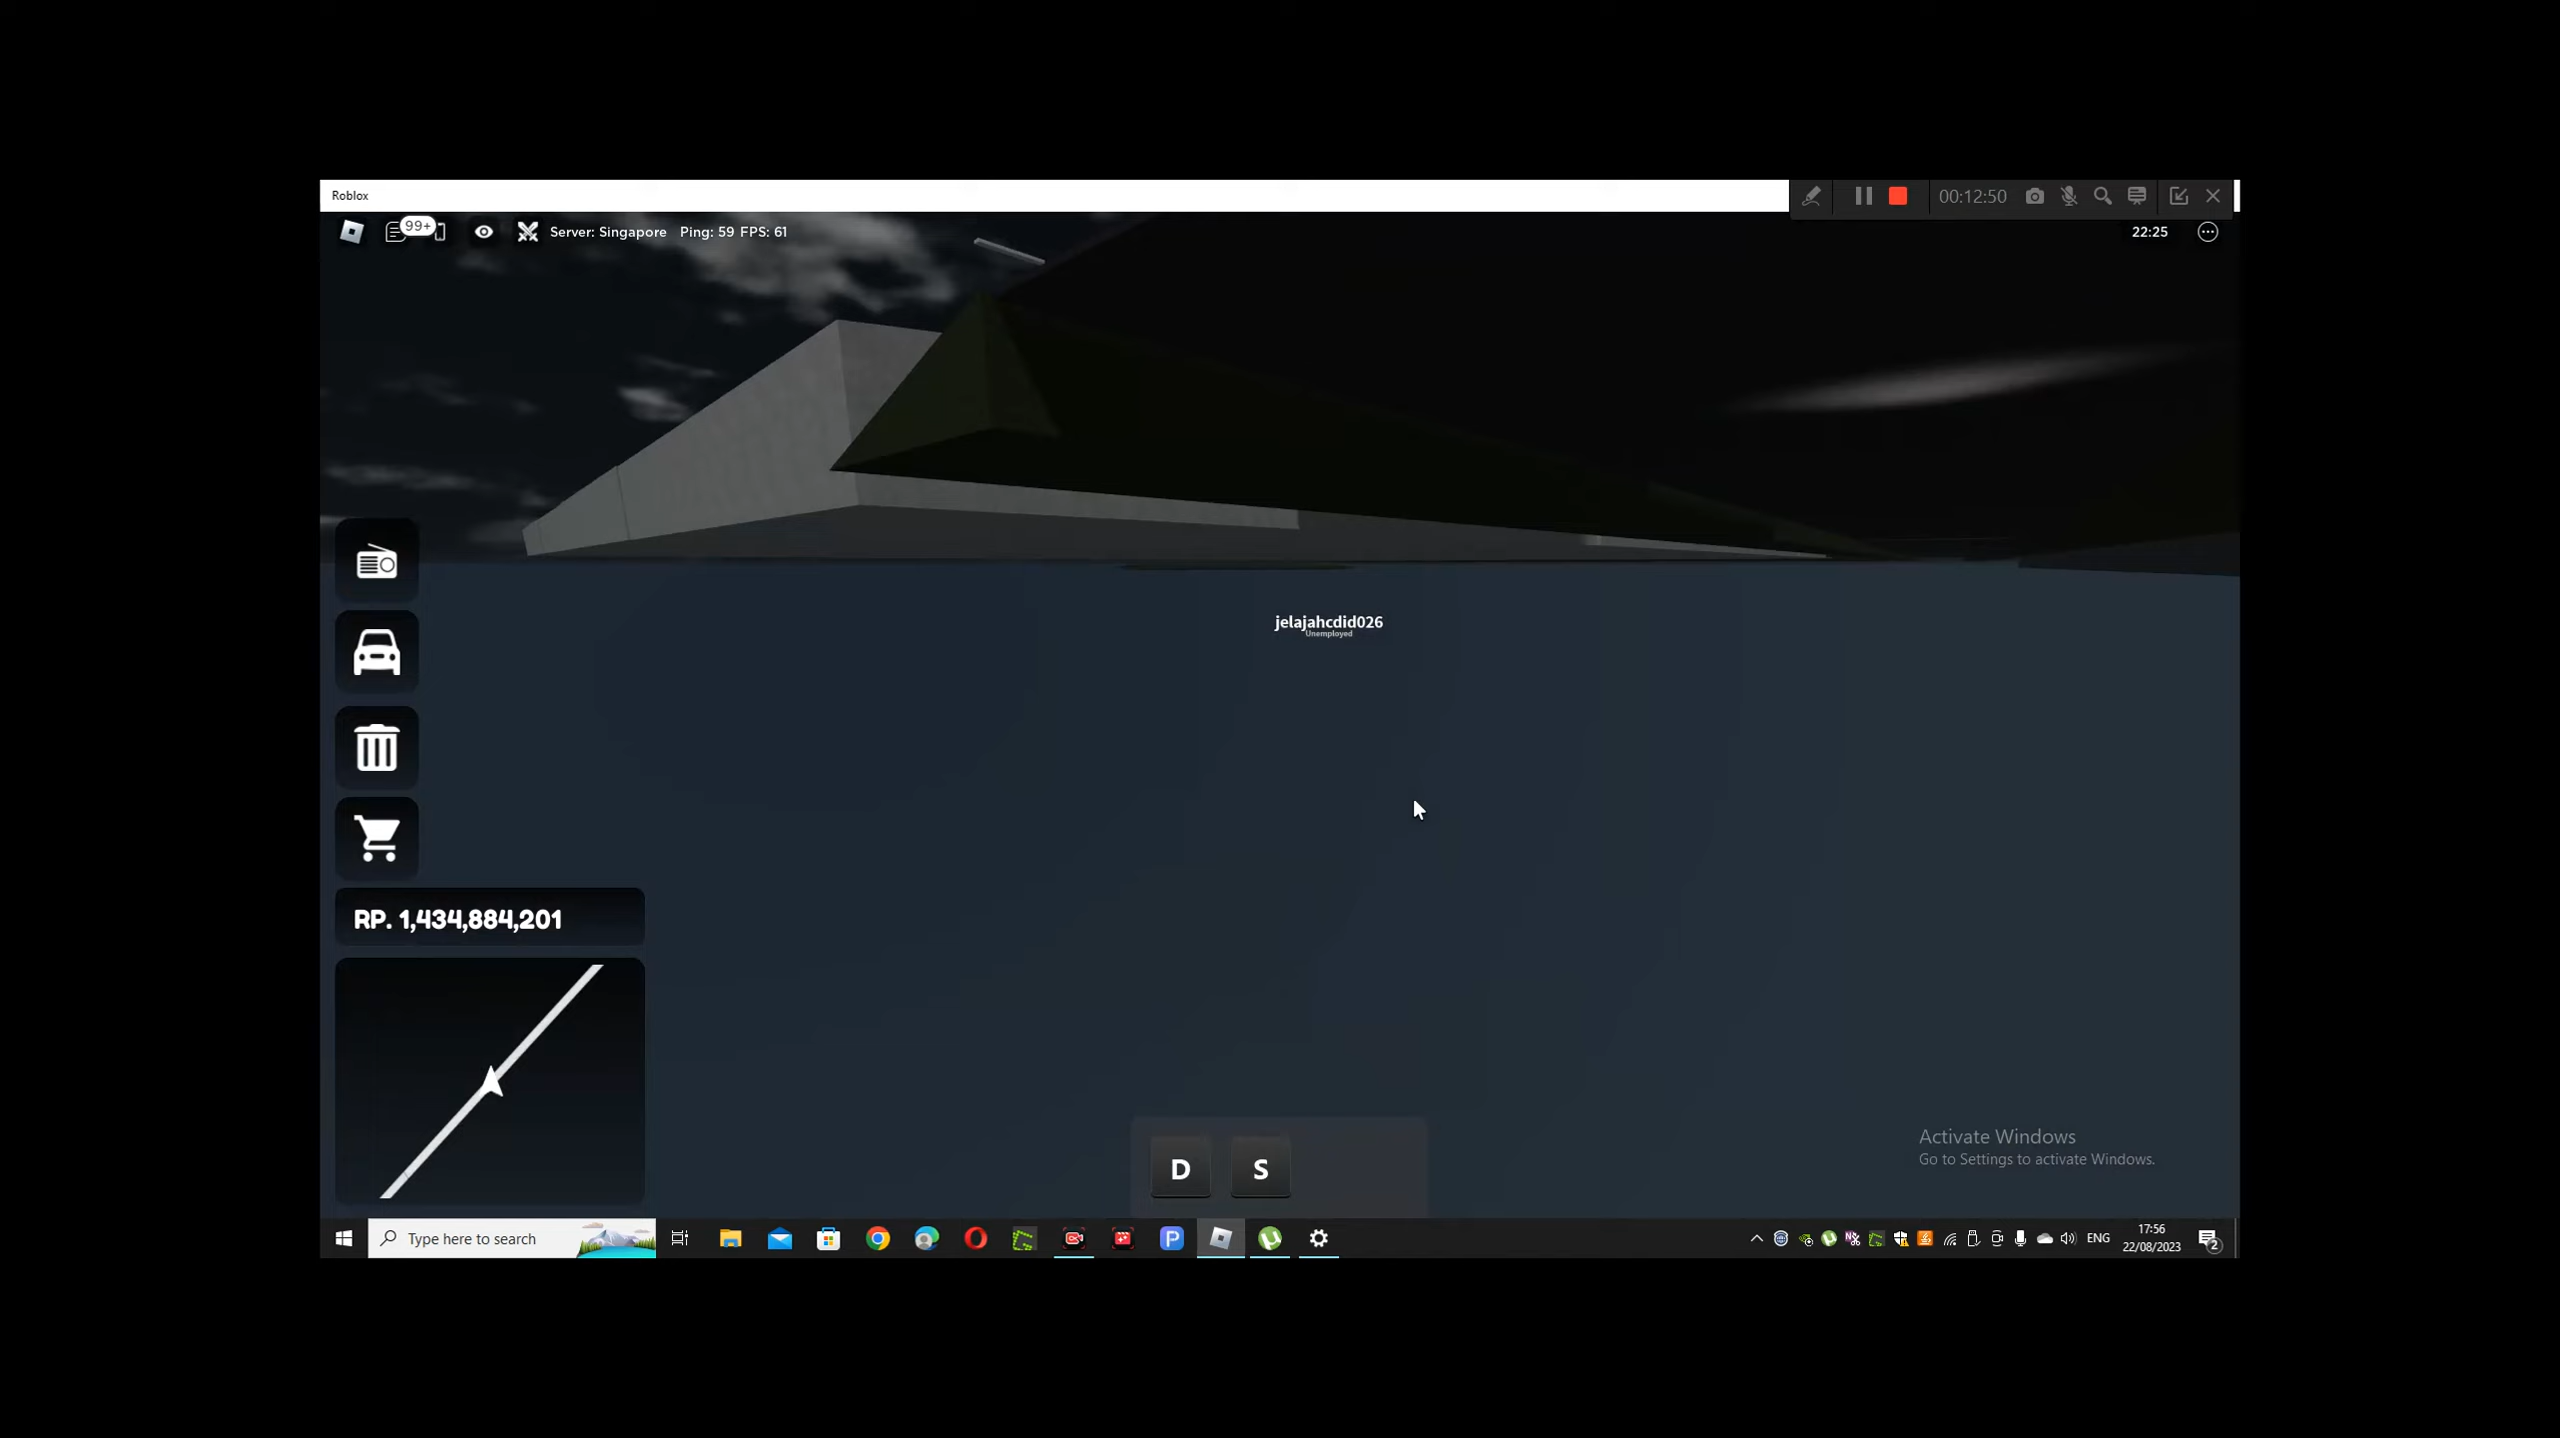 Roblox
00:12:50
99+
Server: Singapore Ping: 59 FPS: 61
22:25
jelajahcdid026
Unemployed
RP. 1,434,884,201
Activate Windows
Go to Settings to activate Windows.
D S
Type here to search
P
ENG
17:56
22/08/2023
2